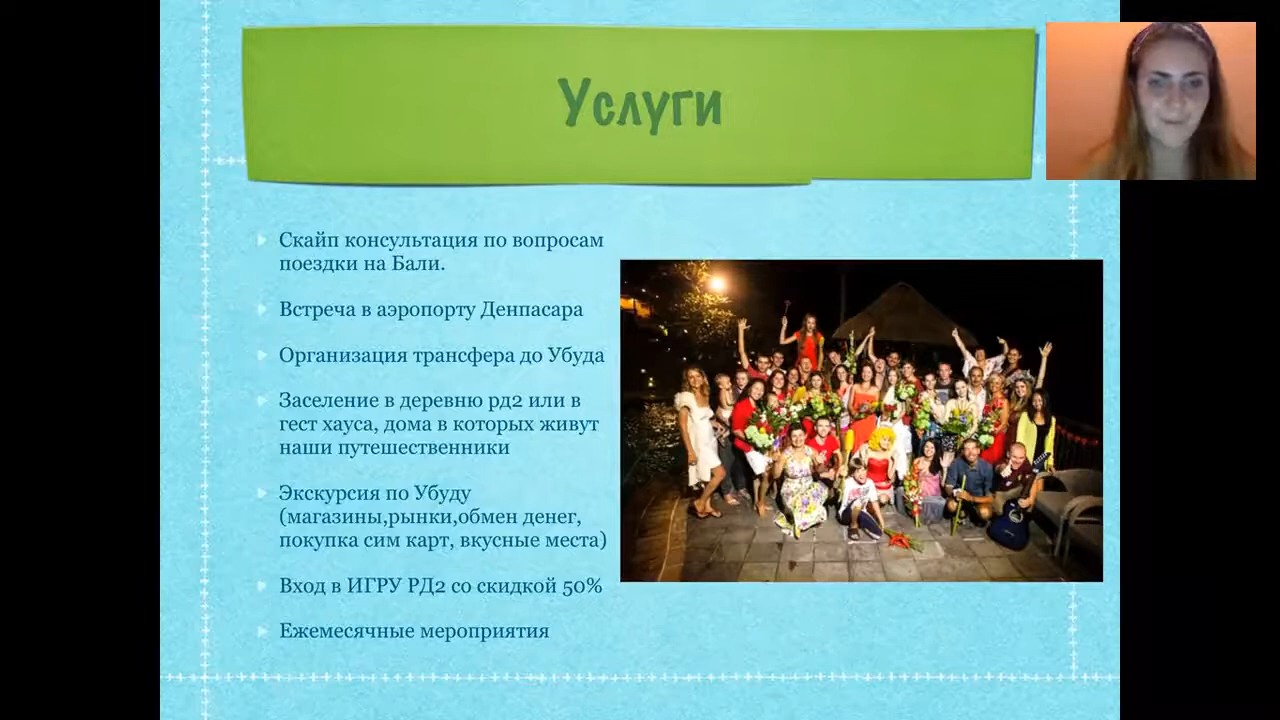 Услуги
Скайп консультация по вопросам
поездки на Бали.
Встреча в аэропорту Денпасара
Организация трансфера до Убуда
Заселение в деревню рд2 или в
гест хауса, дома в которых живут
наши путешественники
Экскурсия по Убуду
(магазины,рынки,обмен денег,
покупка сим карт, вкусные места)
Вход в ИГРУ РД2 со скидкой 50%
Ежемесячные мероприятия